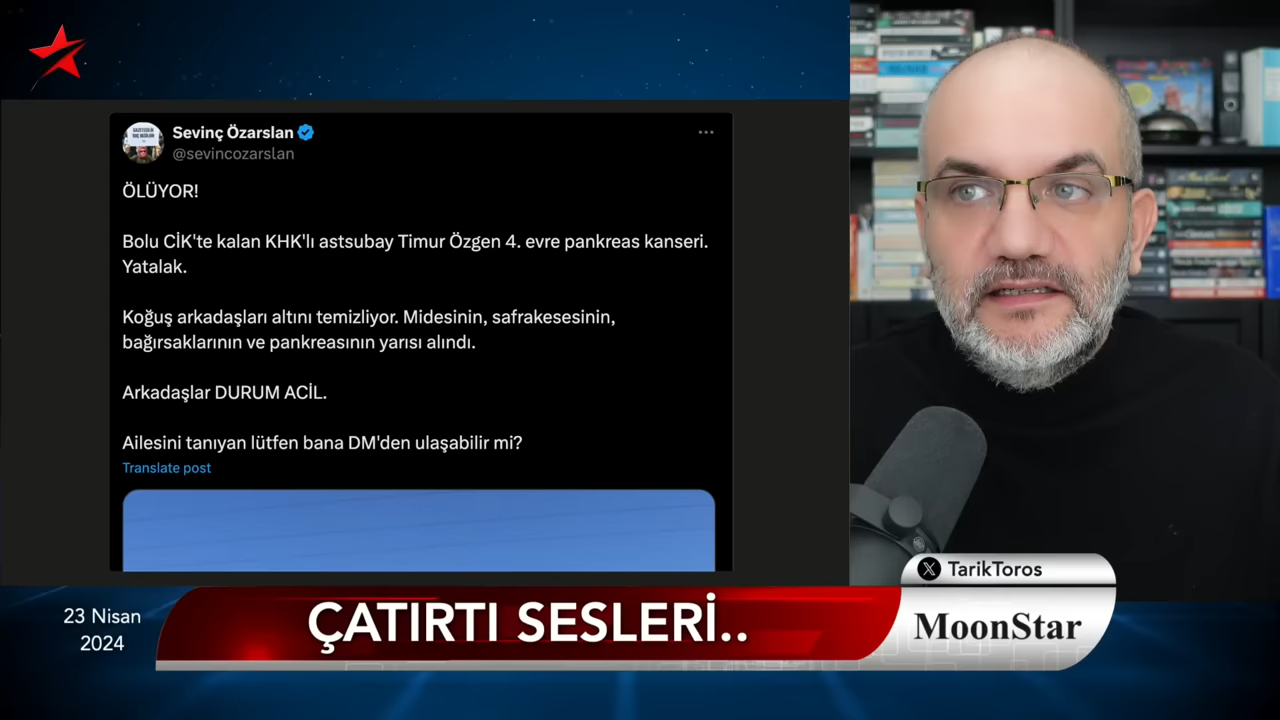 Sevinç Özarslan
@sevincozarslan
ÖLÜYOR!
Bolu CİK'te kalan KHK'lı astsubay Timur Özgen 4. evre pankreas kanseri.
Yatalak.
Koğuş arkadaşları altını temizliyor. Midesinin, safrakesesinin,
bağırsaklarının ve pankreasının yarısı alındı.
Arkadaşlar DURUM ACİL.
Ailesini tanıyan lütfen bana DM'den ulaşabilir mi?
Translate post
TarikToros
MoonStar
23 Nisan
2024
ÇATIRTI SESLERİ..